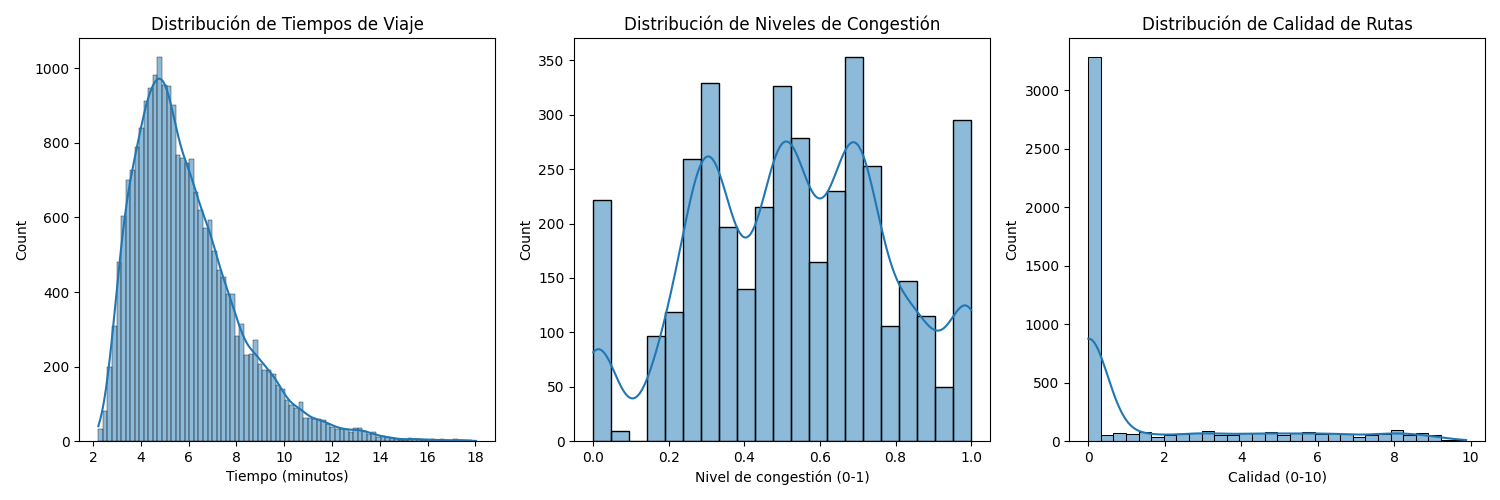 Distribución de Tiempos de Viaje
Count
1000
800
600
400
200
0
2 4 6 8 10 12 14 16 18
Tiempo (minutos)
Distribución de Niveles de Congestión
Count
350
300
250
200
150
100
50
0
0.0 0.2 0.4 0.6 0.8 1.0
Nivel de congestión (0-1)
Distribución de Calidad de Rutas
Count
3000
2500
2000
1500
1000
500
0
0 2 4 6 8 10
Calidad (0-10)